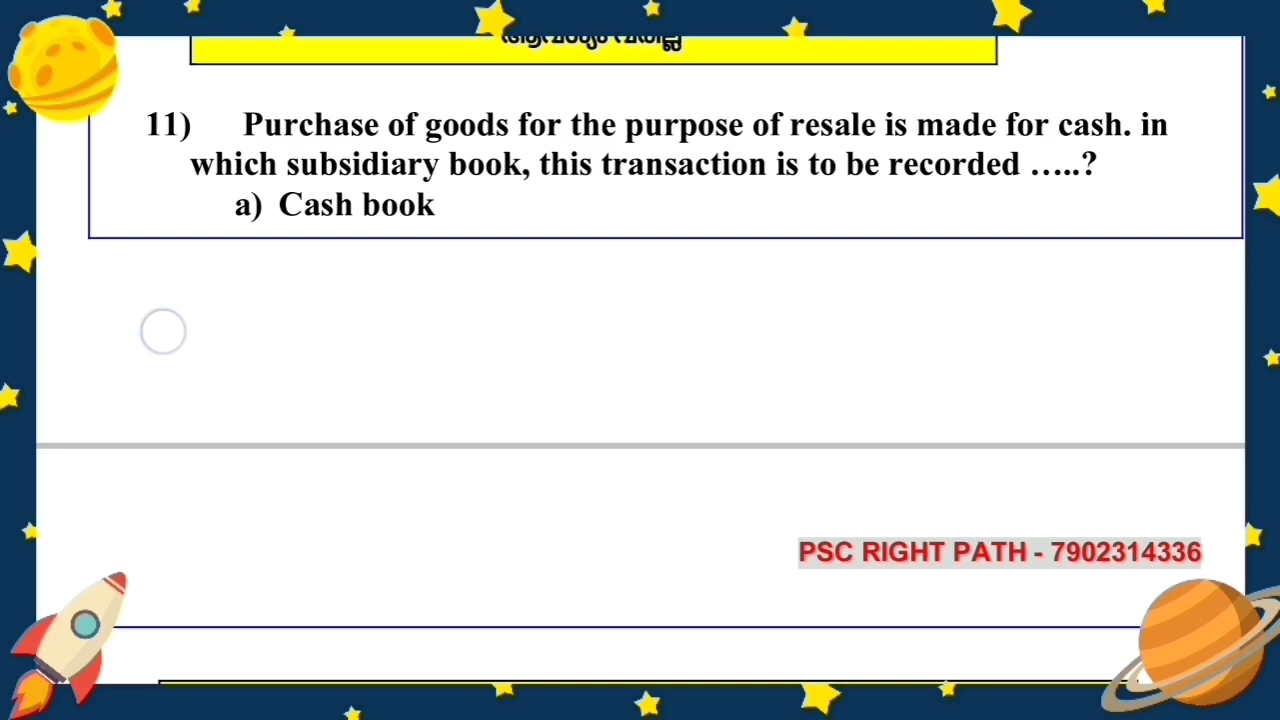 11) Purchase of goods for the purpose of resale is made for cash. in
which subsidiary book, this transaction is to be recorded …..?
a) Cash book
PSC RIGHT PATH - 7902314336